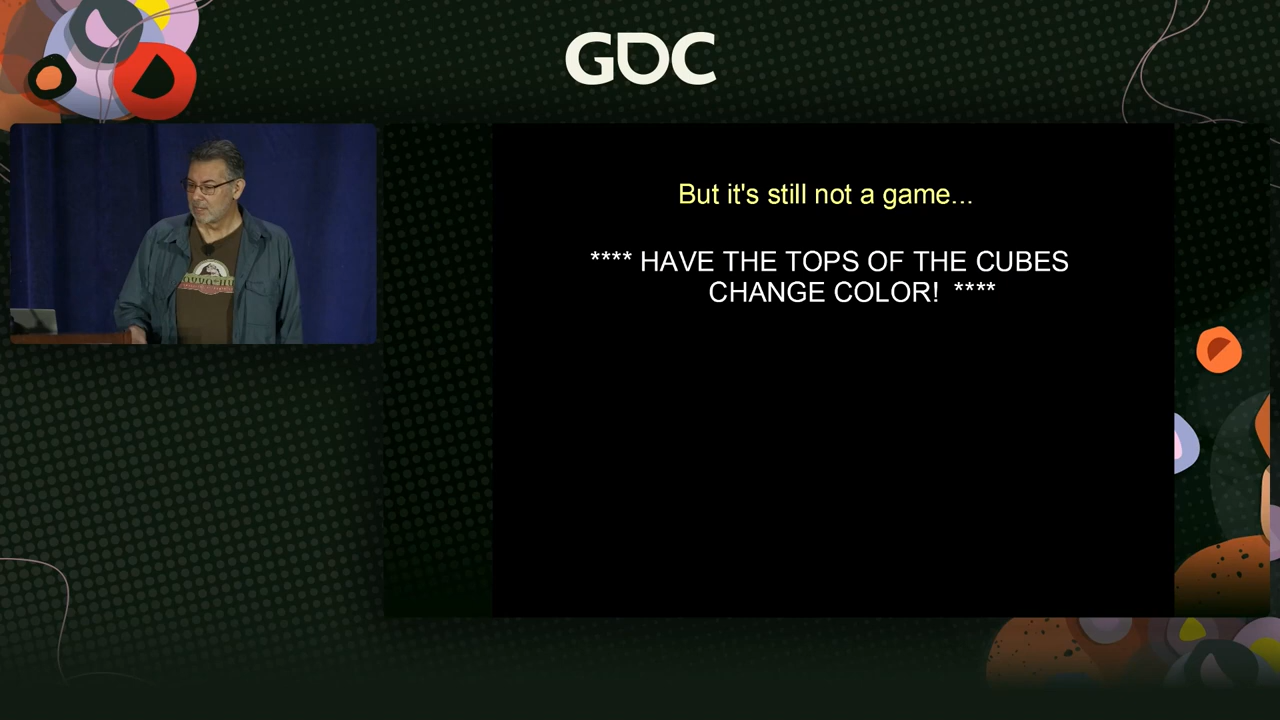 GDC
But it's still not a game...
**** HAVE THE TOPS OF THE CUBES
CHANGE COLOR! ****